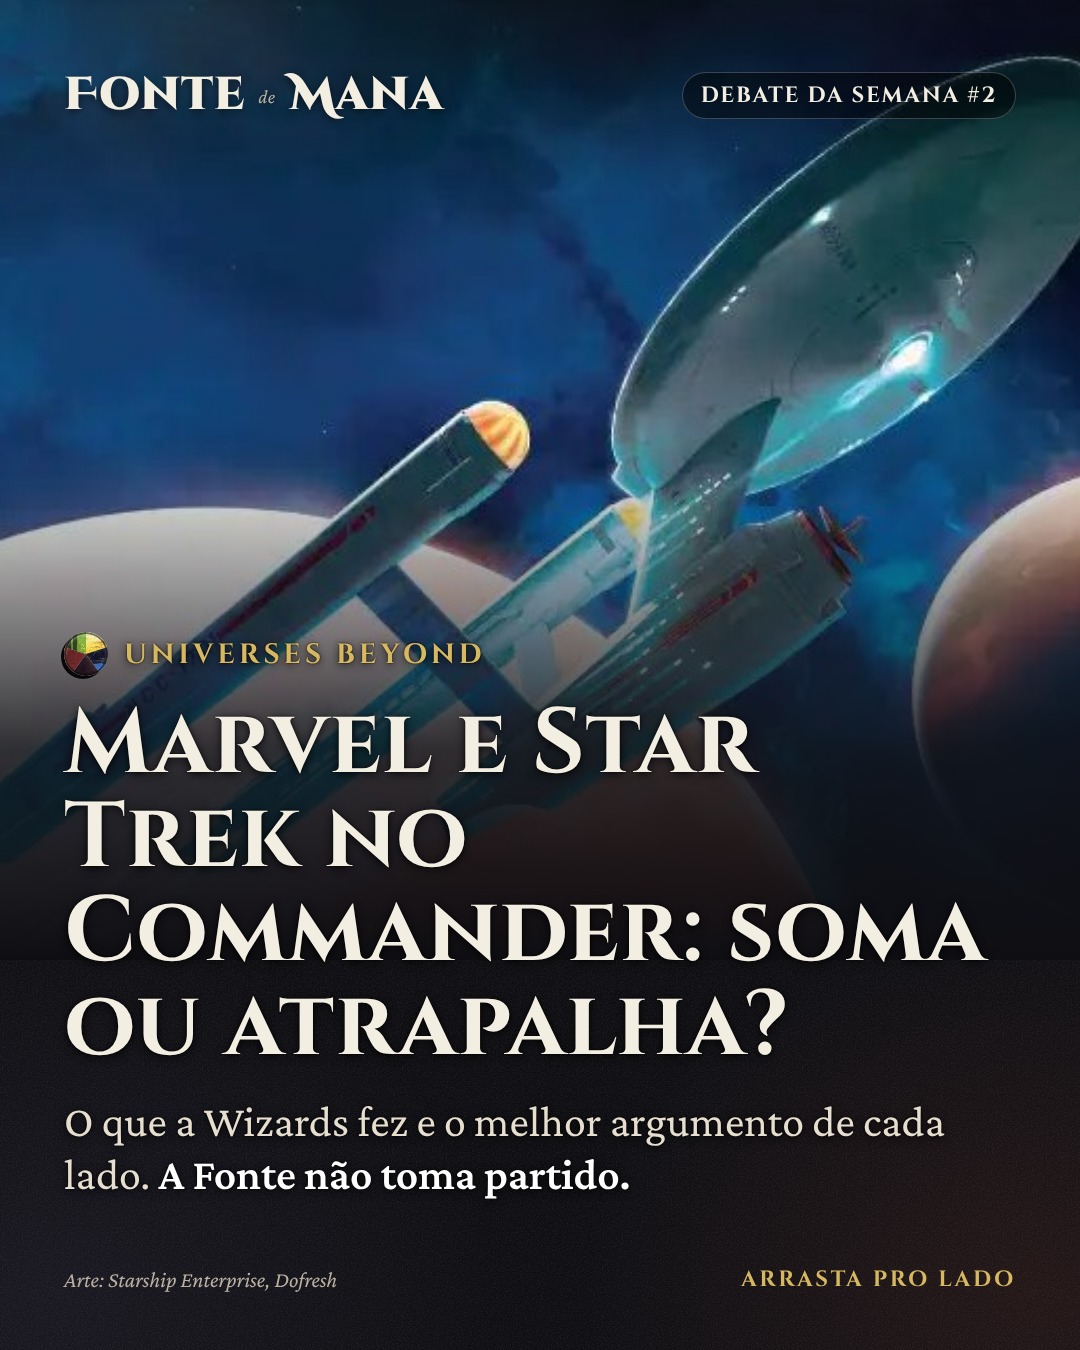 Fonte de Mana
DEBATE DA SEMANA #2
UNIVERSES BEYOND
Marvel e Star
Trek no
Commander: soma
ou atrapalha?
O que a Wizards fez e o melhor argumento de cada
lado. A Fonte não toma partido.
Arte: Starship Enterprise, Dofresh
ARRASTA PRO LADO